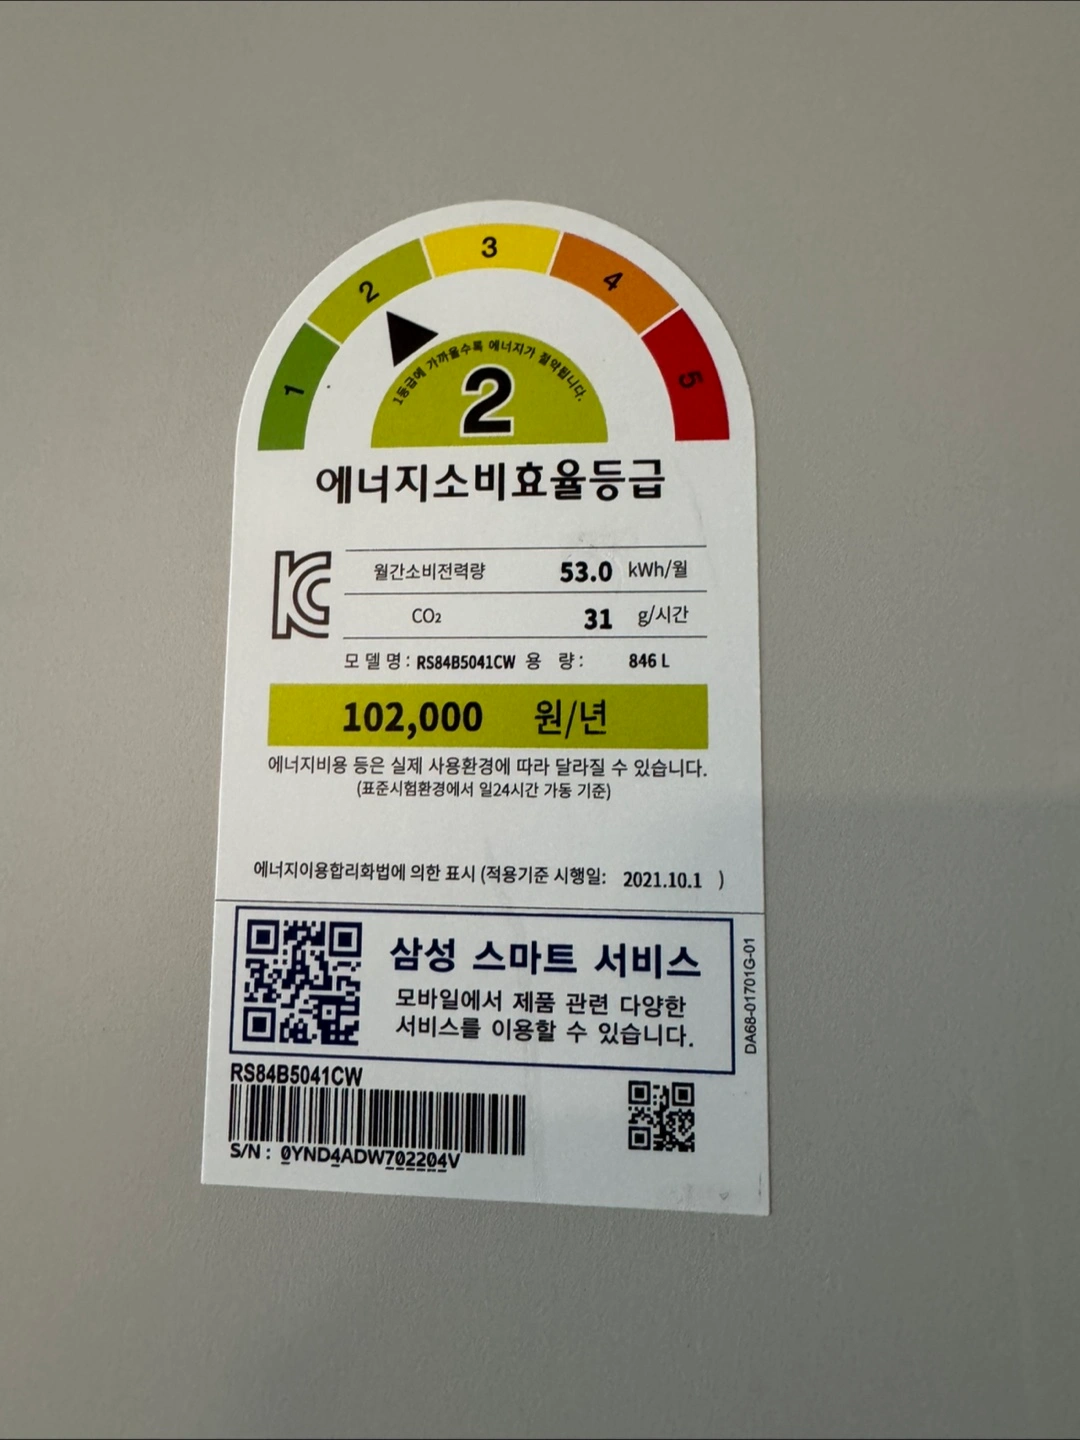 1 2 3 4 5
1등급에 가까울수록 에너지가 절약됩니다.
2
에너지소비효율등급
월간소비전력량 53.0 kWh/월
CO₂ 31 g/시간
모델명: RS84B5041CW 용 량: 846 L
102,000 원/년
에너지비용 등은 실제 사용환경에 따라 달라질 수 있습니다.
(표준시험환경에서 일24시간 가동 기준)
에너지이용합리화법에 의한 표시 (적용기준 시행일: 2021.10.1 )
삼성 스마트 서비스
모바일에서 제품 관련 다양한
서비스를 이용할 수 있습니다.
DA68-01701G-01
RS84B5041CW
S/N : 0YND4ADW702204V